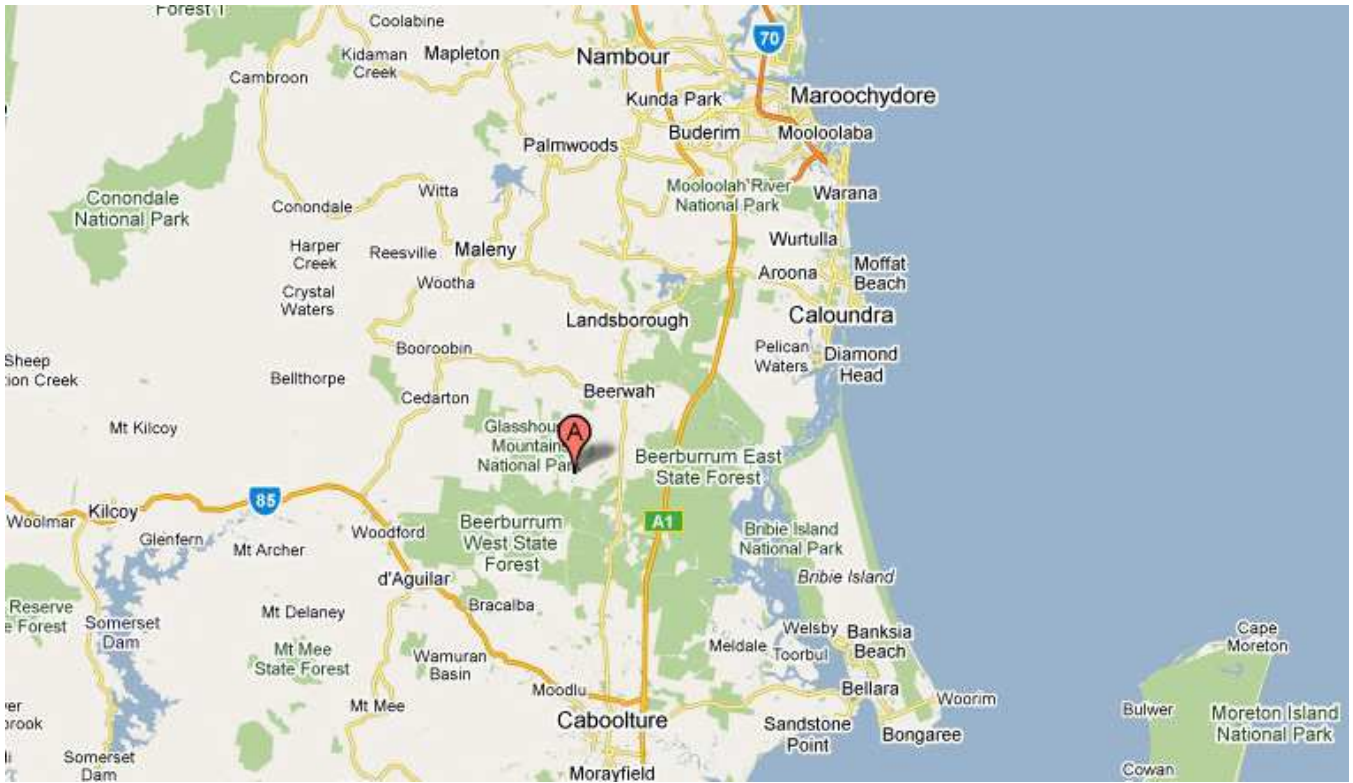 Forest 1
Coolabine
70
Kidaman
Creek
Mapleton
Nambour
Cambroon
Kunda Park
Maroochydore
Buderim
Mooloolaba
Palmwoods
Conondale
National Park
Witta
Mooloolah River
National Park
Warana
Conondale
Harper
Creek
Reesville
Maleny
Wurtulla
Wootha
Aroona
Moffat
Beach
Crystal
Waters
Landsborough
Caloundra
Booroobin
Pelican
Waters
Diamond
Head
Sheep
tion Creek
Bellthorpe
Cedarton
Beerwah
Mt Kilcoy
Glasshouse
Mountains
National Park
A
Beerburrum East
State Forest
85
Kilcoy
Woolmar
Glenfern
Mt Archer
Woodford
Beerburrum
West State
Forest
A1
Bribie Island
National Park
d'Aguilar
Bribie Island
Reserve
e Forest
Somerset
Dam
Mt Delaney
Bracalba
Mt Mee
State Forest
Wamuran
Basin
Meldale
Welsby
Toorbul
Banksia
Beach
Cape
Moreton
Moodlu
Bellara
Woorim
Mt Mee
ver
brook
Caboolture
Sandstone
Point
Bongaree
Bulwer
Moreton Island
National Park
Somerset
Dam
Morayfield
Cowan